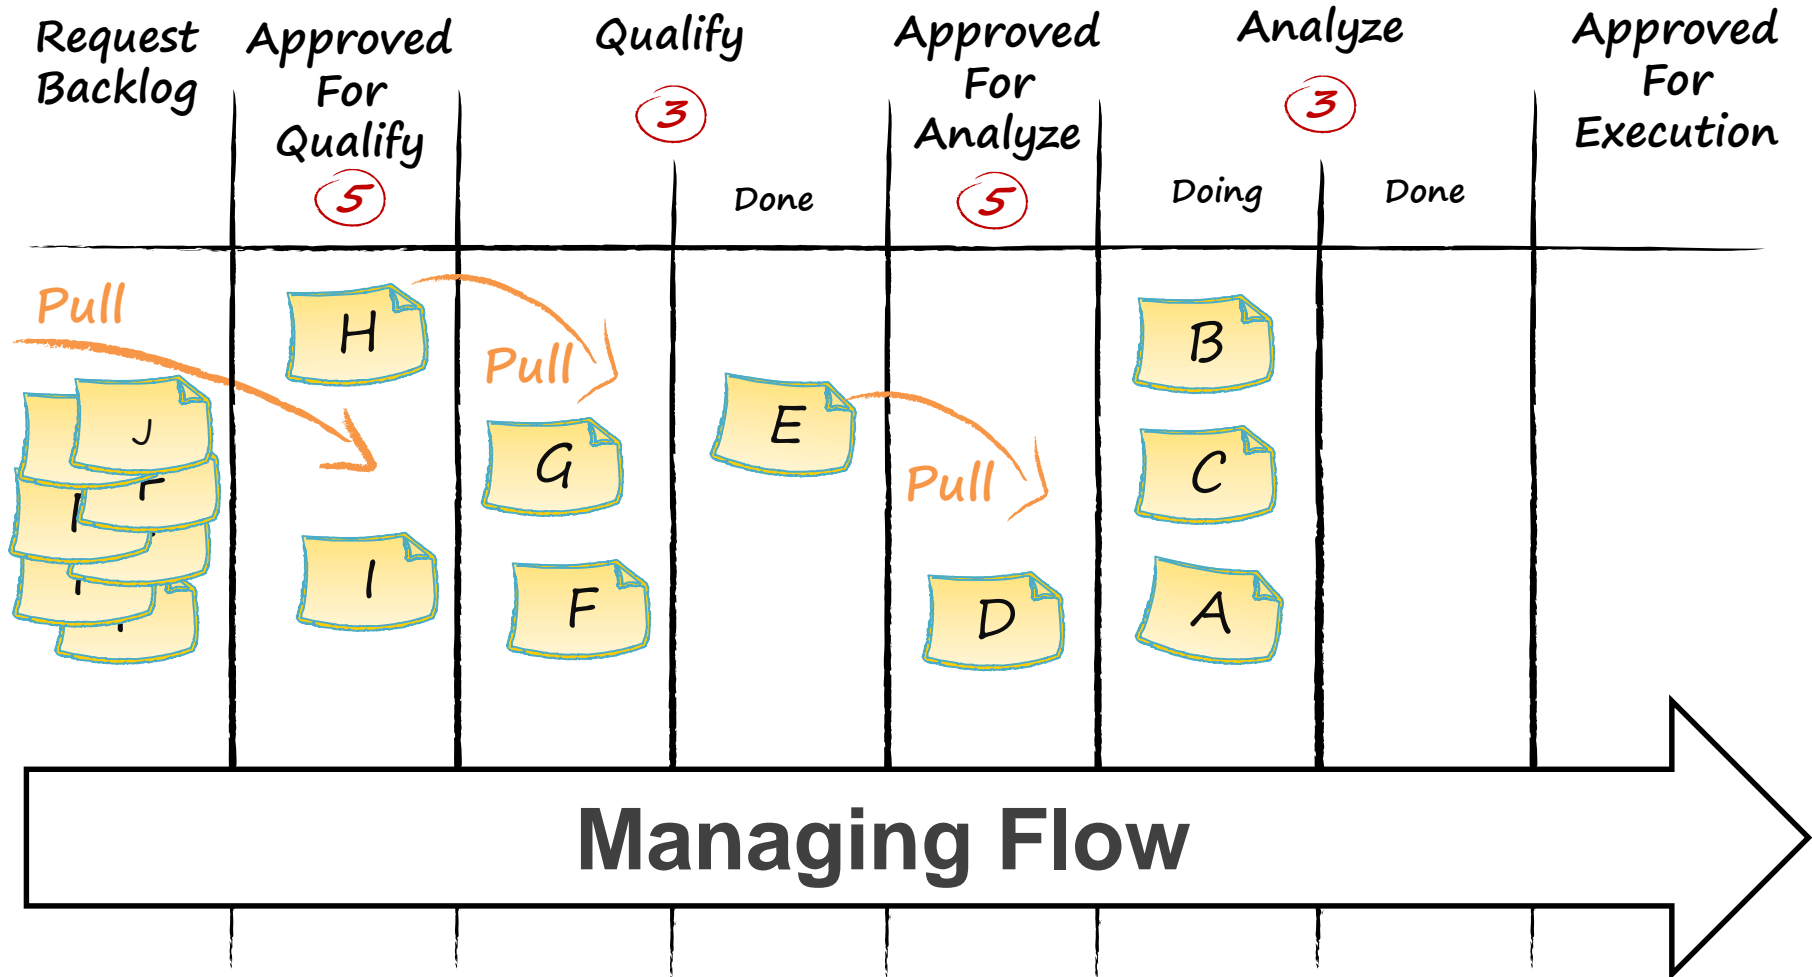 Request
Backlog
Approved
For
Qualify
5
Qualify
3
Done
Approved
For
Analyze
5
Analyze
3
Doing
Done
Approved
For
Execution
Pull
J
H
I
Pull
G
F
E
Pull
D
B
C
A
Managing Flow